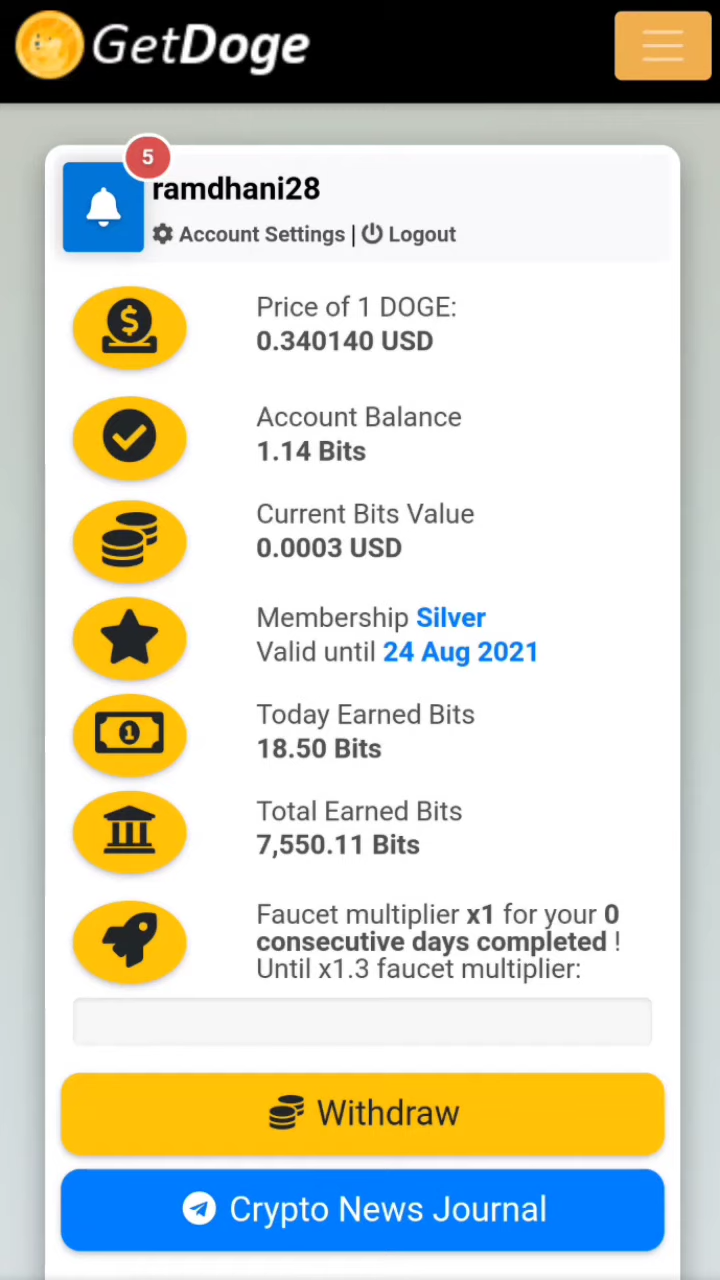 GetDoge
5
ramdhani28
Account Settings | Logout
Price of 1 DOGE:
0.340140 USD
Account Balance
1.14 Bits
Current Bits Value
0.0003 USD
Membership Silver
Valid until 24 Aug 2021
Today Earned Bits
18.50 Bits
Total Earned Bits
7,550.11 Bits
Faucet multiplier x1 for your 0
consecutive days completed !
Until x1.3 faucet multiplier:
Withdraw
Crypto News Journal